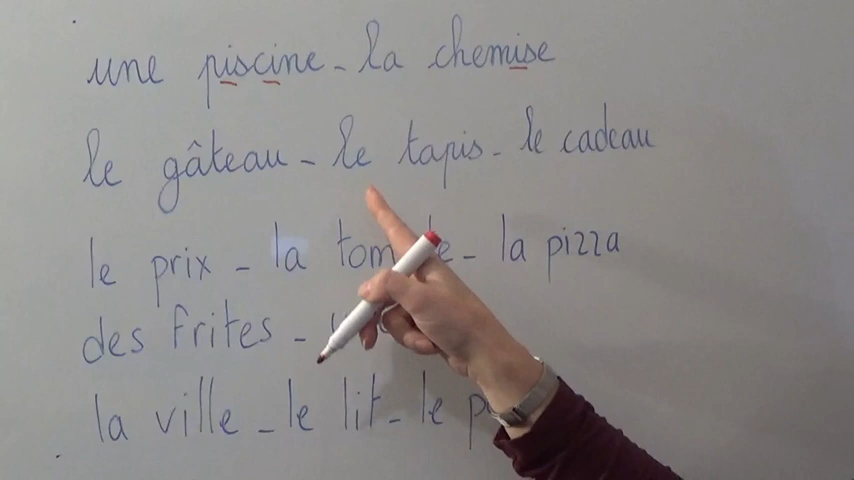 une piscine - la chemise
le gâteau - le tapis - le cadeau
le prix - la - la pizza
des frites -
la ville - le lit - le